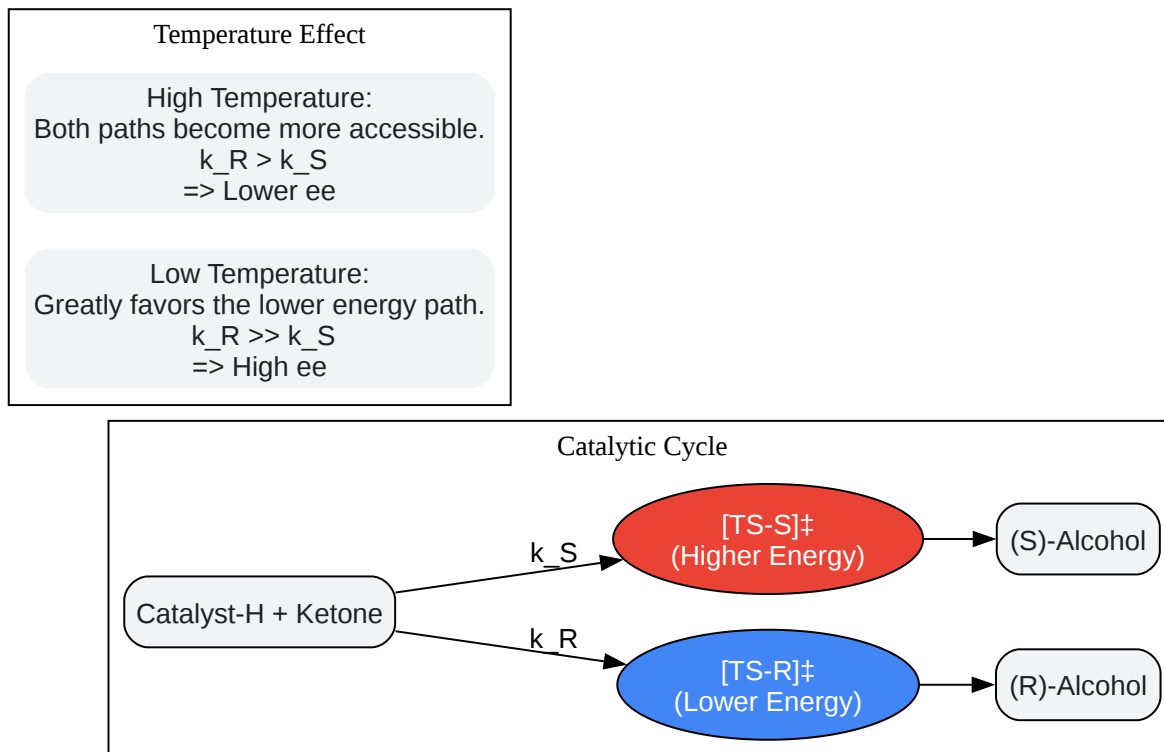 Temperature Effect
High Temperature:
Both paths become more accessible.
k_R > k_S
=> Lower ee
Low Temperature:
Greatly favors the lower energy path.
k_R >> k_S
=> High ee
Catalytic Cycle
Catalyst-H + Ketone
k_S
[TS-S]‡
(Higher Energy)
(S)-Alcohol
k_R
[TS-R]‡
(Lower Energy)
(R)-Alcohol